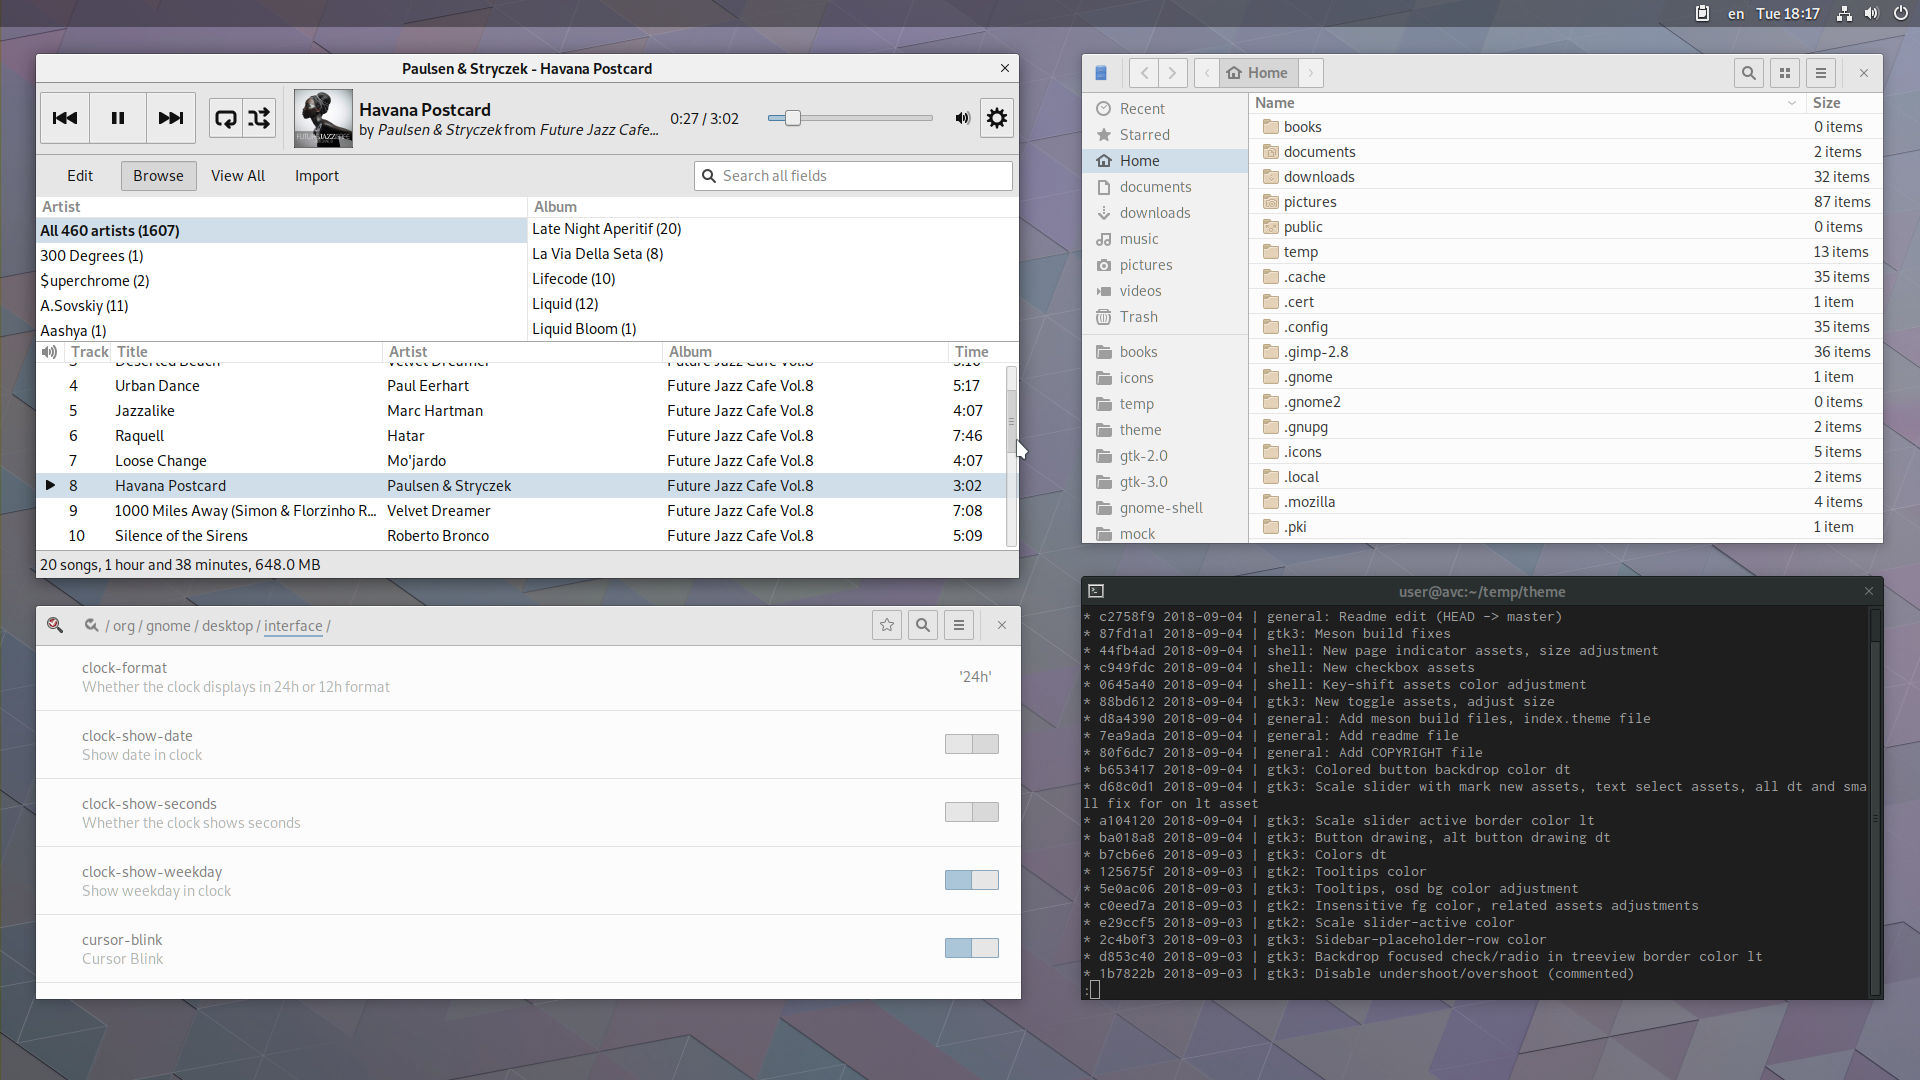 en Tue 18:17
Paulsen & Stryczek - Havana Postcard
Havana Postcard
by Paulsen & Stryczek from Future Jazz Cafe...
0:27 / 3:02
Edit Browse View All Import Search all fields
Artist Album
All 460 artists (1607)
300 Degrees (1)
$uperchrome (2)
A.Sovskiy (11)
Aashya (1)
Late Night Aperitif (20)
La Via Della Seta (8)
Lifecode (10)
Liquid (12)
Liquid Bloom (1)
Track Title Artist Album Time
4 Urban Dance Paul Eerhart Future Jazz Cafe Vol.8 5:17
5 Jazzalike Marc Hartman Future Jazz Cafe Vol.8 4:07
6 Raquell Hatar Future Jazz Cafe Vol.8 7:46
7 Loose Change Mo'jardo Future Jazz Cafe Vol.8 4:07
8 Havana Postcard Paulsen & Stryczek Future Jazz Cafe Vol.8 3:02
9 1000 Miles Away (Simon & Florzinho R... Velvet Dreamer Future Jazz Cafe Vol.8 7:08
10 Silence of the Sirens Roberto Bronco Future Jazz Cafe Vol.8 5:09
20 songs, 1 hour and 38 minutes, 648.0 MB
Home
Recent
Starred
Home
documents
downloads
music
pictures
videos
Trash
books
icons
temp
theme
gtk-2.0
gtk-3.0
gnome-shell
mock
Name Size
books 0 items
documents 2 items
downloads 32 items
pictures 87 items
public 0 items
temp 13 items
.cache 35 items
.cert 1 item
.config 35 items
.gimp-2.8 36 items
.gnome 1 item
.gnome2 0 items
.gnupg 2 items
.icons 5 items
.local 2 items
.mozilla 4 items
.pki 1 item
/ org / gnome / desktop / interface /
clock-format
Whether the clock displays in 24h or 12h format
'24h'
clock-show-date
Show date in clock
clock-show-seconds
Whether the clock shows seconds
clock-show-weekday
Show weekday in clock
cursor-blink
Cursor Blink
user@avc:~/temp/theme
* c2758f9 2018-09-04 | general: Readme edit (HEAD -> master)
* 87fd1a1 2018-09-04 | gtk3: Meson build fixes
* 44fb4ad 2018-09-04 | shell: New page indicator assets, size adjustment
* c949fdc 2018-09-04 | shell: New checkbox assets
* 0645a40 2018-09-04 | shell: Key-shift assets color adjustment
* 88bd612 2018-09-04 | gtk3: New toggle assets, adjust size
* d8a4390 2018-09-04 | general: Add meson build files, index.theme file
* 7ea9ada 2018-09-04 | general: Add readme file
* 80f6dc7 2018-09-04 | general: Add COPYRIGHT file
* b653417 2018-09-04 | gtk3: Colored button backdrop color dt
* d68c0d1 2018-09-04 | gtk3: Scale slider with mark new assets, text select assets, all dt and sma
ll fix for on lt asset
* a104120 2018-09-04 | gtk3: Scale slider active border color lt
* ba018a8 2018-09-04 | gtk3: Button drawing, alt button drawing dt
* b7cb6e6 2018-09-03 | gtk3: Colors dt
* 125675f 2018-09-03 | gtk2: Tooltips color
* 5e0ac06 2018-09-03 | gtk3: Tooltips, osd bg color adjustment
* c0eed7a 2018-09-03 | gtk2: Insensitive fg color, related assets adjustments
* e29ccf5 2018-09-03 | gtk2: Scale slider-active color
* 2c4b0f3 2018-09-03 | gtk3: Sidebar-placeholder-row color
* d853c40 2018-09-03 | gtk3: Backdrop focused check/radio in treeview border color lt
* 1b7822b 2018-09-03 | gtk3: Disable undershoot/overshoot (commented)
: